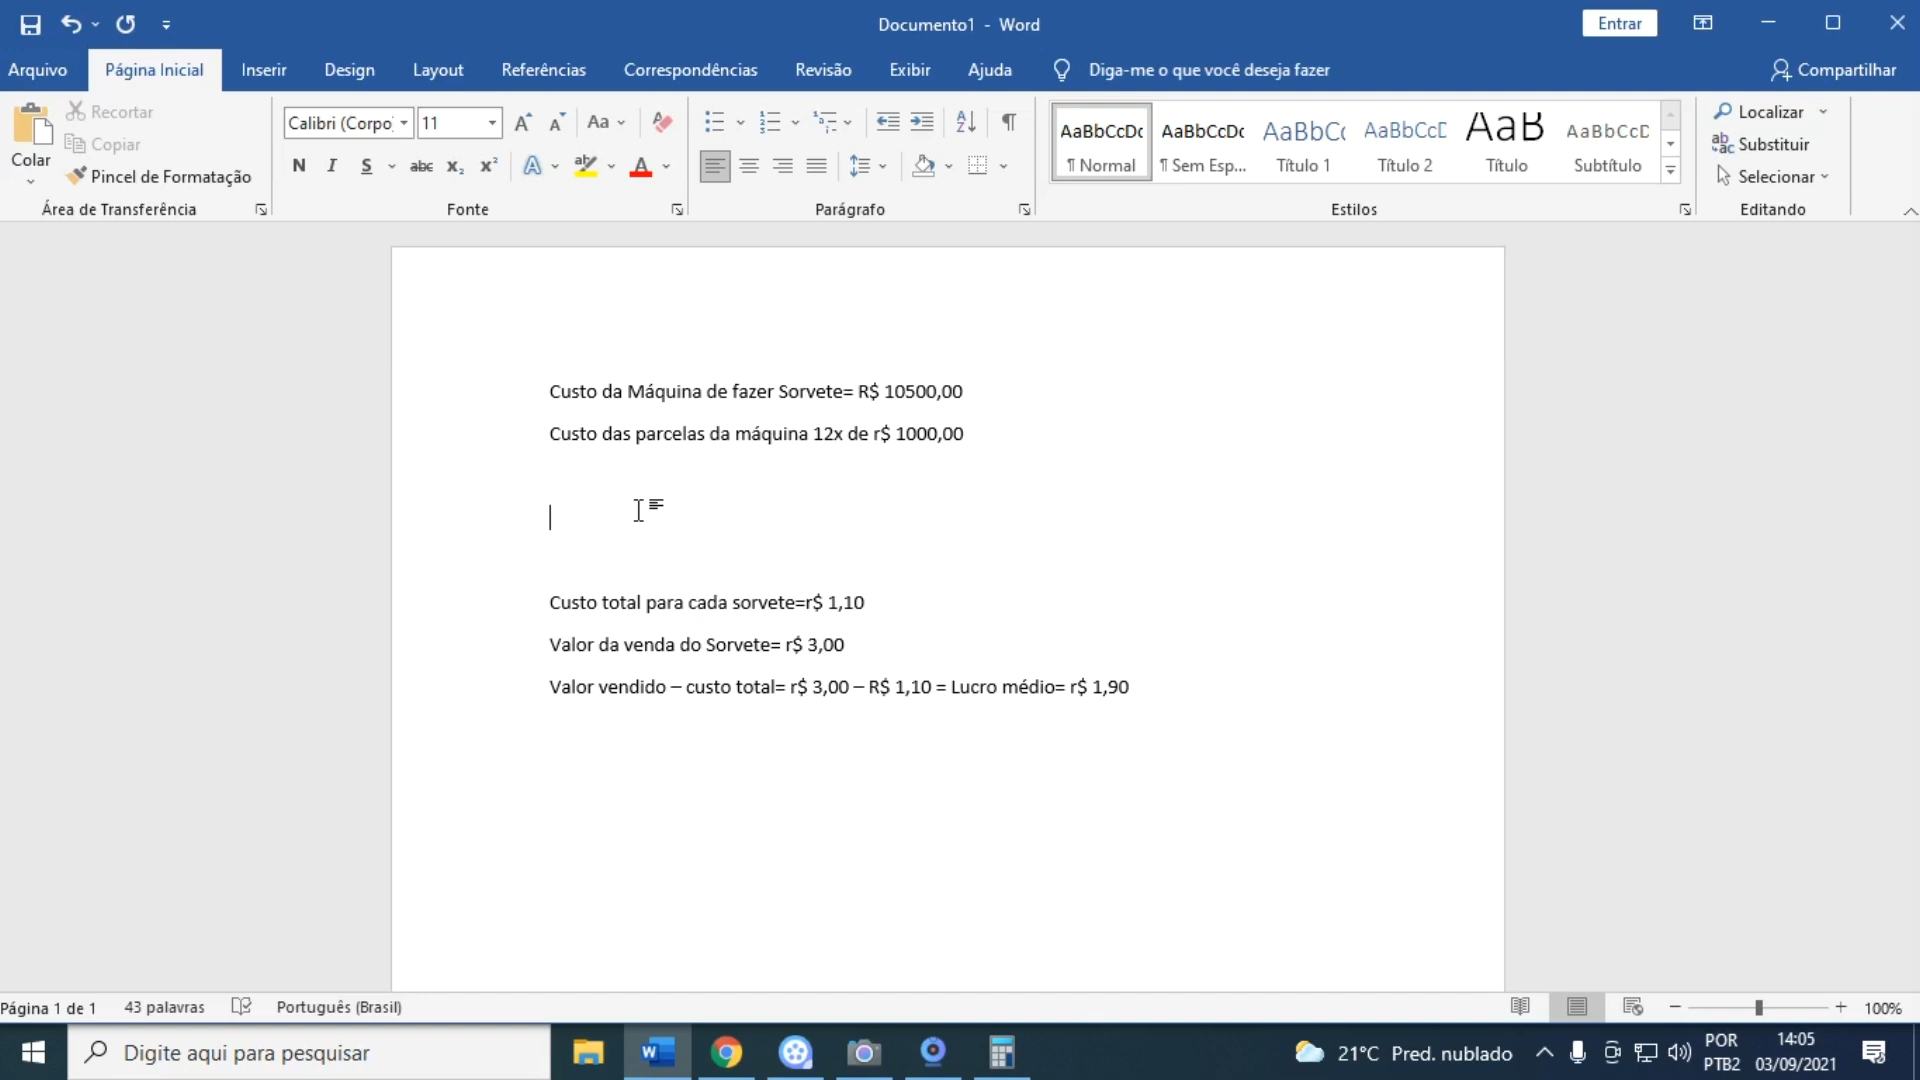 Documento1 - Word
Entrar
Arquivo Página Inicial Inserir Design Layout Referências Correspondências Revisão Exibir Ajuda Diga-me o que você deseja fazer Compartilhar
Colar
Recortar
Copiar
Pincel de Formatação
Área de Transferência
Calibri (Corpo) 11
Aa
N I S abc x₂ x² A A
Fonte
Parágrafo
AaBbCcDc AaBbCcDc AaBbCc AaBbCcD AaB AaBbCcD
¶ Normal ¶ Sem Esp... Título 1 Título 2 Título Subtítulo
Estilos
Localizar
Substituir
Selecionar
Editando
Custo da Máquina de fazer Sorvete= R$ 10500,00
Custo das parcelas da máquina 12x de r$ 1000,00
Custo total para cada sorvete=r$ 1,10
Valor da venda do Sorvete= r$ 3,00
Valor vendido – custo total= r$ 3,00 – R$ 1,10 = Lucro médio= r$ 1,90
Página 1 de 1 43 palavras Português (Brasil) 100%
Digite aqui para pesquisar
21°C Pred. nublado
POR
PTB2
14:05
03/09/2021